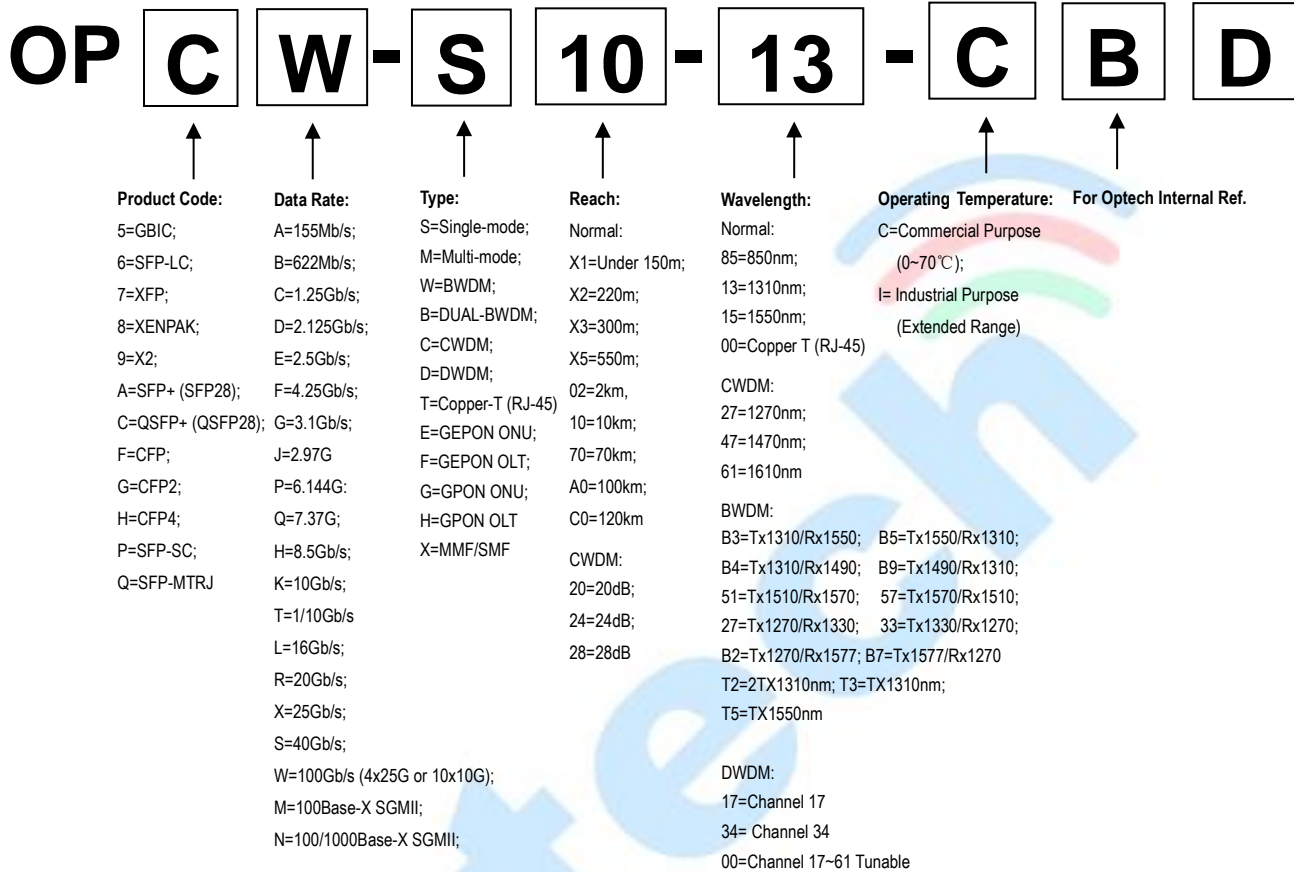 OP C W - S 10 - 13 - C B D
Product Code:
5=GBIC;
6=SFP-LC;
7=XFP;
8=XENPAK;
9=X2;
A=SFP+ (SFP28);
C=QSFP+ (QSFP28);
F=CFP;
G=CFP2;
H=CFP4;
P=SFP-SC;
Q=SFP-MTRJ
Data Rate:
A=155Mb/s;
B=622Mb/s;
C=1.25Gb/s;
D=2.125Gb/s;
E=2.5Gb/s;
F=4.25Gb/s;
G=3.1Gb/s;
J=2.97G
P=6.144G:
Q=7.37G;
H=8.5Gb/s;
K=10Gb/s;
T=1/10Gb/s
L=16Gb/s;
R=20Gb/s;
X=25Gb/s;
S=40Gb/s;
W=100Gb/s (4x25G or 10x10G);
M=100Base-X SGMII;
N=100/1000Base-X SGMII;
Type:
S=Single-mode;
M=Multi-mode;
W=BWDM;
B=DUAL-BWDM;
C=CWDM;
D=DWDM;
T=Copper-T (RJ-45)
E=GEPON ONU;
F=GEPON OLT;
G=GPON ONU;
H=GPON OLT
X=MMF/SMF
Reach:
Normal:
X1=Under 150m;
X2=220m;
X3=300m;
X5=550m;
02=2km,
10=10km;
70=70km;
A0=100km;
C0=120km
CWDM:
20=20dB;
24=24dB;
28=28dB
Wavelength:
Normal:
85=850nm;
13=1310nm;
15=1550nm;
00=Copper T (RJ-45)
CWDM:
27=1270nm;
47=1470nm;
61=1610nm
BWDM:
B3=Tx1310/Rx1550; B5=Tx1550/Rx1310;
B4=Tx1310/Rx1490; B9=Tx1490/Rx1310;
51=Tx1510/Rx1570; 57=Tx1570/Rx1510;
27=Tx1270/Rx1330; 33=Tx1330/Rx1270;
B2=Tx1270/Rx1577; B7=Tx1577/Rx1270
T2=2TX1310nm; T3=TX1310nm;
T5=TX1550nm
DWDM:
17=Channel 17
34= Channel 34
00=Channel 17~61 Tunable
Operating Temperature:
C=Commercial Purpose
(0~70℃);
I= Industrial Purpose
(Extended Range)
For Optech Internal Ref.
tech